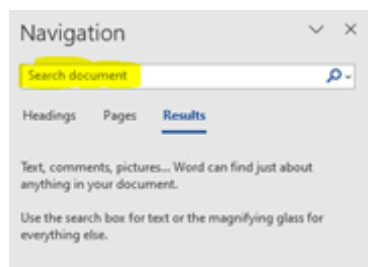 Navigation
Search document
Headings Pages Results
Text, comments, pictures... Word can find just about
anything in your document.
Use the search box for text or the magnifying glass for
everything else.